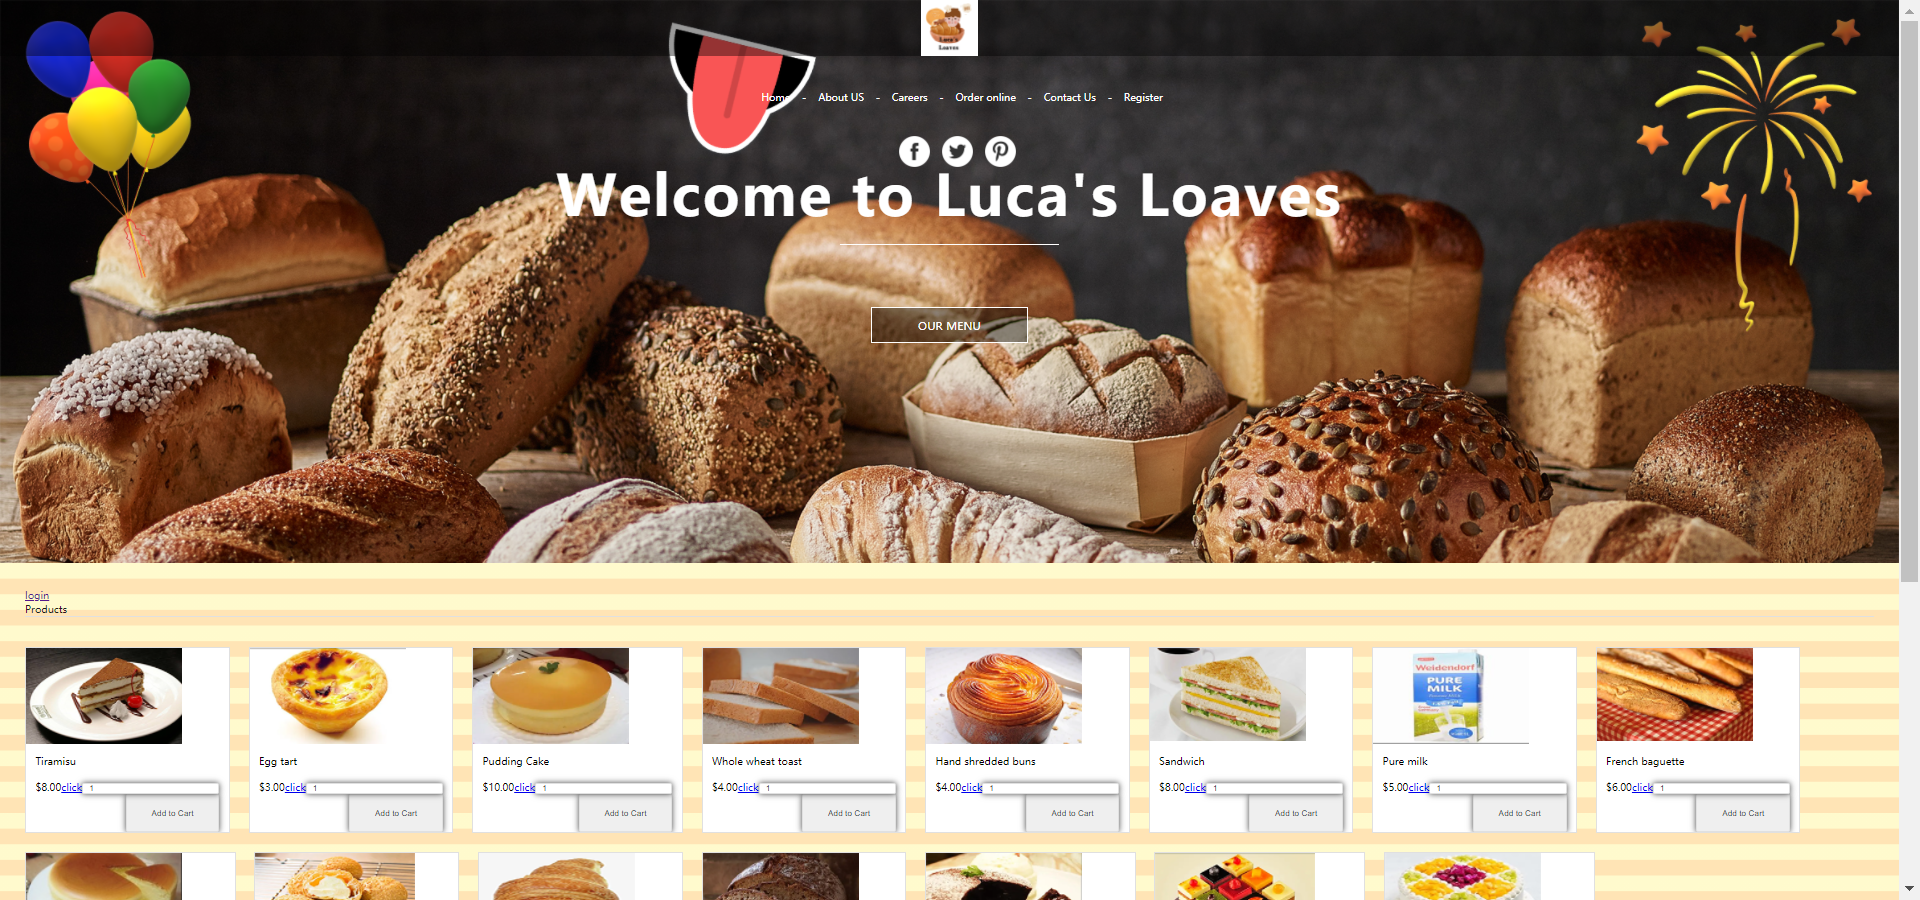 Luca's
Loaves
Home - About US - Careers - Order online - Contact Us - Register
Welcome to Luca's Loaves
OUR MENU
login
Products
Weidendorf
PURE
MILK
Tiramisu
$8.00click 1
Add to Cart
Egg tart
$3.00click 1
Add to Cart
Pudding Cake
$10.00click 1
Add to Cart
Whole wheat toast
$4.00click 1
Add to Cart
Hand shredded buns
$4.00click 1
Add to Cart
Sandwich
$8.00click 1
Add to Cart
Pure milk
$5.00click 1
Add to Cart
French baguette
$6.00click 1
Add to Cart